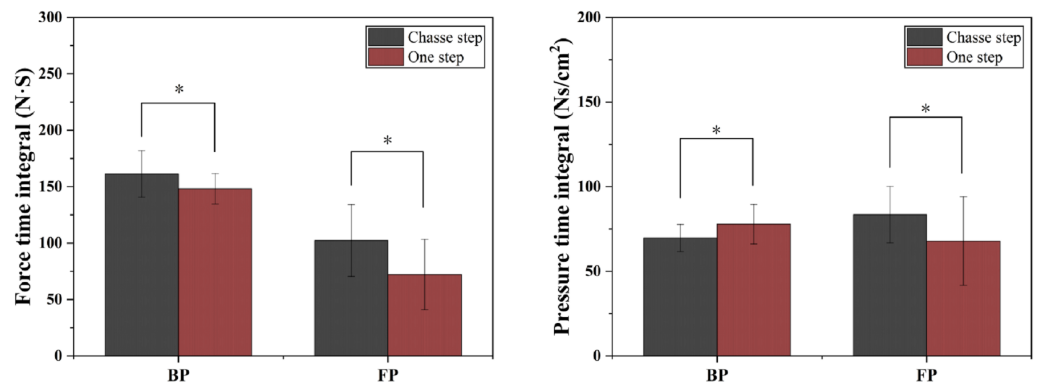 Force time integral (N·S)
300
250
200
150
100
50
0
Chasse step
One step
*
*
BP
FP
Pressure time integral (Ns/cm²)
200
150
100
50
0
Chasse step
One step
*
*
BP
FP